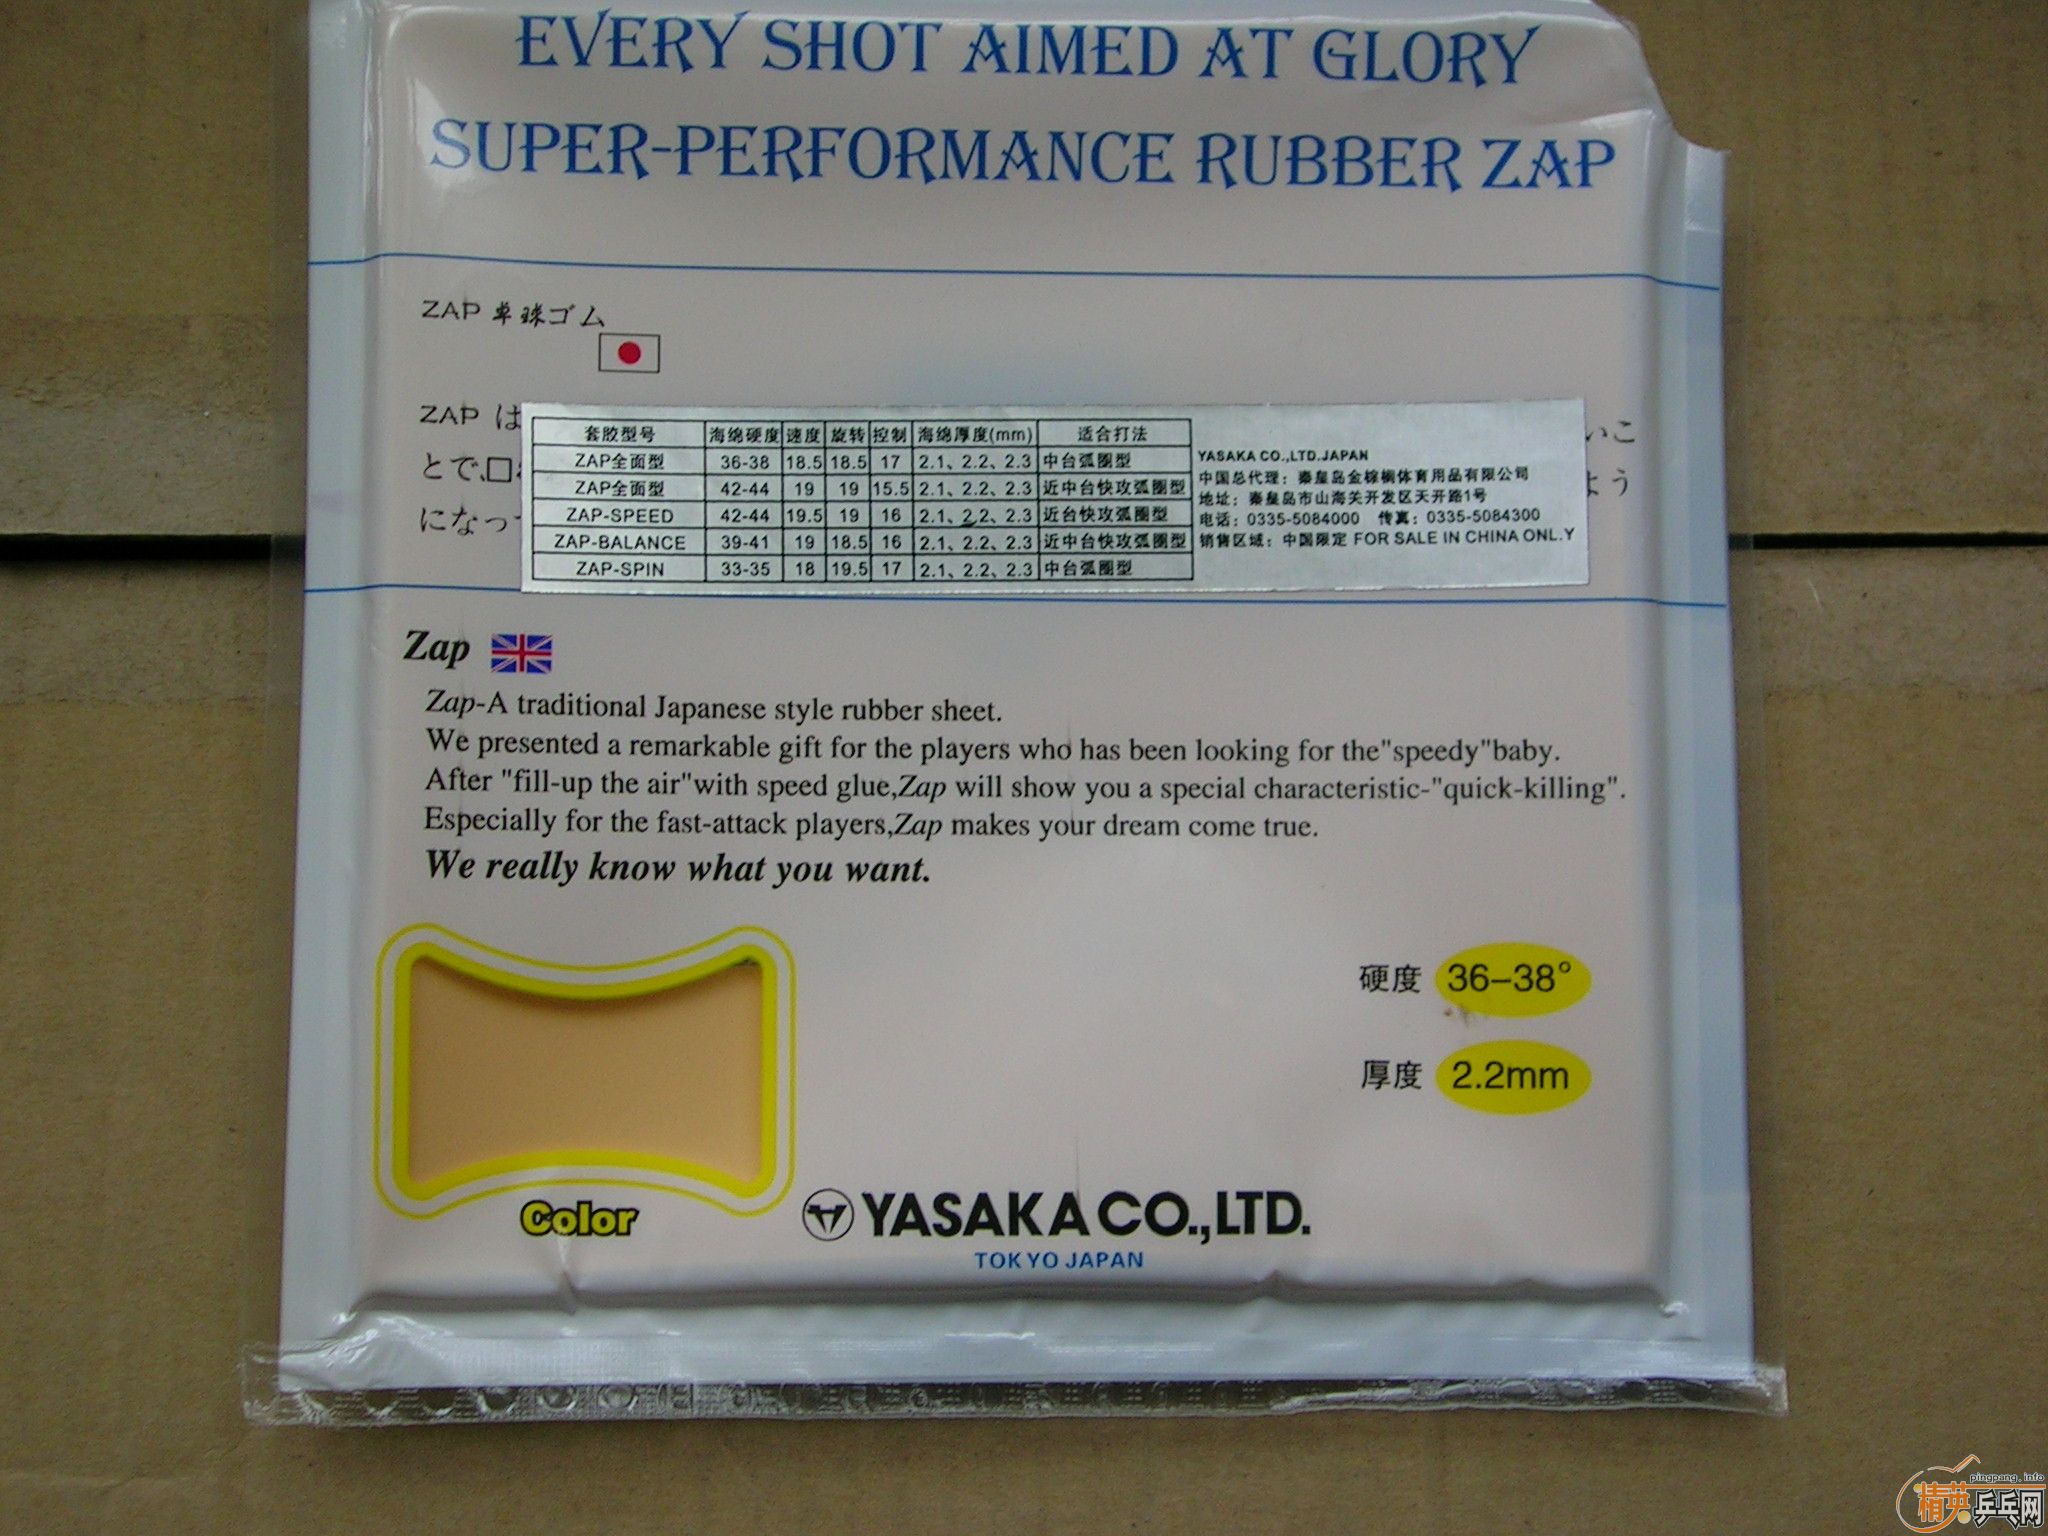 EVERY SHOT AIMED AT GLORY
SUPER-PERFORMANCE RUBBER ZAP
ZAP 卓球ゴム
ZAP は
いこ
とで、
よう
になっ
套胶型号 海绵硬度 速度 旋转 控制 海绵厚度(mm) 适合打法
ZAP全面型 36-38 18.5 18.5 17 2.1、2.2、2.3 中台弧圈型
ZAP全面型 42-44 19 19 15.5 2.1、2.2、2.3 近中台快攻弧圈型
ZAP-SPEED 42-44 19.5 19 16 2.1、2.2、2.3 近台快攻弧圈型
ZAP-BALANCE 39-41 19 18.5 16 2.1、2.2、2.3 近中台快攻弧圈型
ZAP-SPIN 33-35 18 19.5 17 2.1、2.2、2.3 中台弧圈型
YASAKA CO.,LTD.JAPAN
中国总代理：秦皇岛金棕榈体育用品有限公司
地址：秦皇岛市山海关开发区天开路1号
电话：0335-5084000 传真：0335-5084300
销售区域：中国限定 FOR SALE IN CHINA ONL.Y
Zap
Zap-A traditional Japanese style rubber sheet.
We presented a remarkable gift for the players who has been looking for the"speedy"baby.
After "fill-up the air"with speed glue,Zap will show you a special characteristic-"quick-killing".
Especially for the fast-attack players,Zap makes your dream come true.
We really know what you want.
硬度 36-38°
厚度 2.2mm
Color
YASAKA CO.,LTD.
TOKYO JAPAN
pingpang.info
精英乒乓网